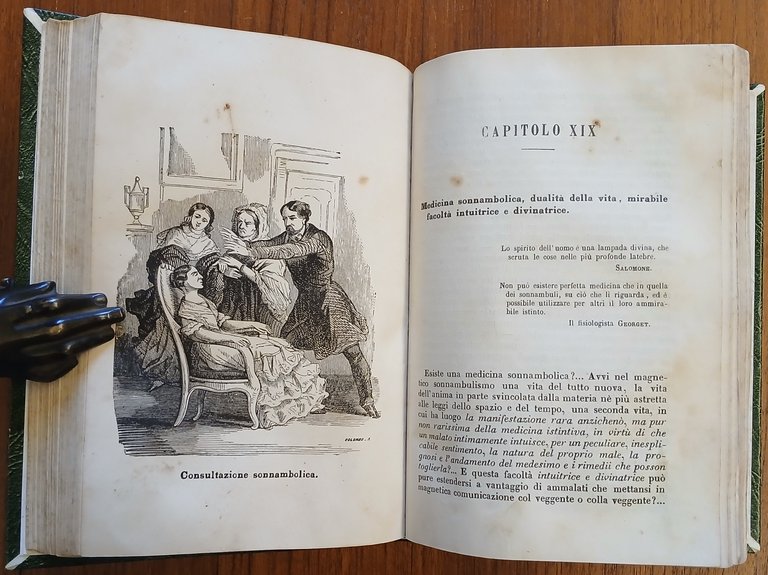 Consultazione sonnambolica.
CAPITOLO XIX
Medicina sonnambolica, dualità della vita, mirabile
facoltà intuitrice e divinatrice.
Lo spirito dell'uomo è una lampada divina, che
scruta le cose nelle più profonde latebre.
SALOMONE.
Non può esistere perfetta medicina che in quella
dei sonnambuli, su ciò che li riguarda, ed è
possibile utilizzare per altri il loro ammira-
bile istinto.
Il fisiologista GEORGET.
Esiste una medicina sonnambolica?... Avvi nel magne-
tico sonnambulismo una vita del tutto nuova, la vita
dell'anima in parte svincolata dalla materia nè più astretta
alle leggi dello spazio e del tempo, una seconda vita, in
cui ha luogo la manifestazione rara anzichenò, ma pur
non rarissima della medicina istintiva, in virtù di che
un malato intimamente intuisce, per un peculiare, inespli-
cabile sentimento, la natura del proprio male, la pro-
gnosi e l'andamento del medesimo e i rimedii che posson
toglierla?... E questa facoltà intuitrice e divinatrice può
pure estendersi a vantaggio di ammalati che mettansi in
magnetica comunicazione col veggente o colla veggente?...